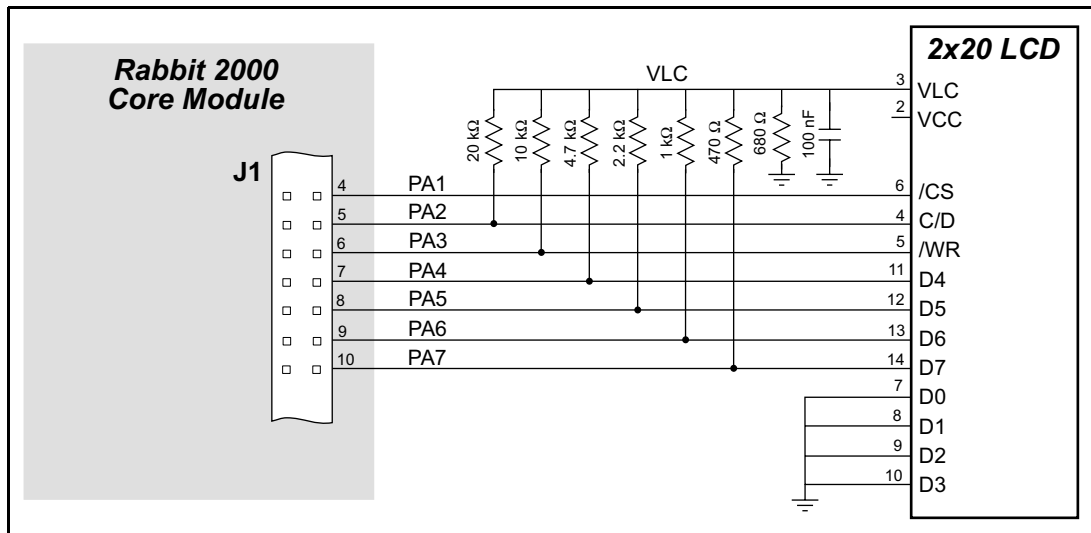 Rabbit 2000
Core Module
2x20 LCD
VLC
3
VLC
2
VCC
20 kΩ
10 kΩ
4.7 kΩ
2.2 kΩ
1 kΩ
470 Ω
680 Ω
100 nF
J1
4
PA1
6
/CS
5
PA2
4
C/D
6
PA3
5
/WR
7
PA4
11
D4
8
PA5
12
D5
9
PA6
13
D6
10
PA7
14
D7
7
D0
8
D1
9
D2
10
D3